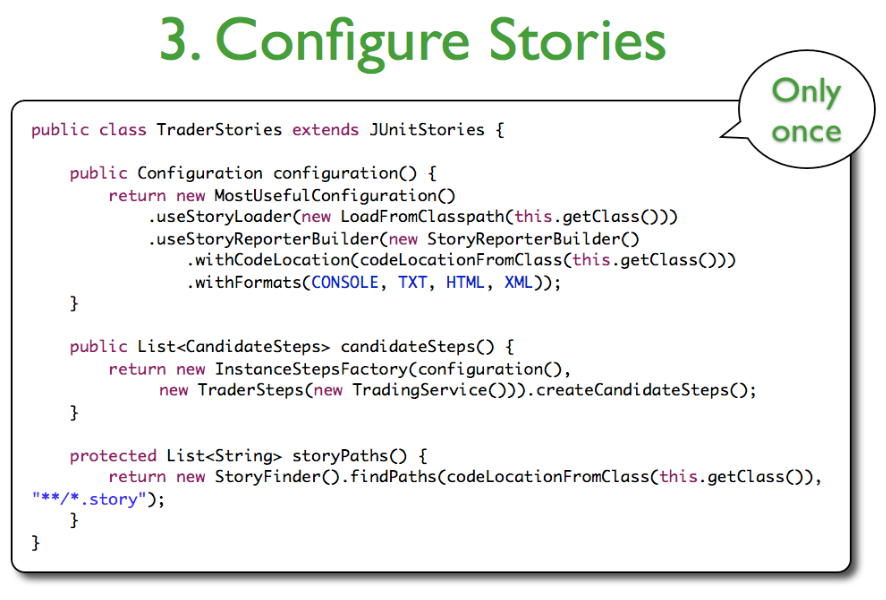 3. Configure Stories
Only
once
public class TraderStories extends JUnitStories {
public Configuration configuration() {
return new MostUsefulConfiguration()
.useStoryLoader(new LoadFromClasspath(this.getClass()))
.useStoryReporterBuilder(new StoryReporterBuilder()
.withCodeLocation(codeLocationFromClass(this.getClass()))
.withFormats(CONSOLE, TXT, HTML, XML));
}
public List<CandidateSteps> candidateSteps() {
return new InstanceStepsFactory(configuration(),
new TraderSteps(new TradingService())).createCandidateSteps();
}
protected List<String> storyPaths() {
return new StoryFinder().findPaths(codeLocationFromClass(this.getClass()),
"**/*.story");
}
}